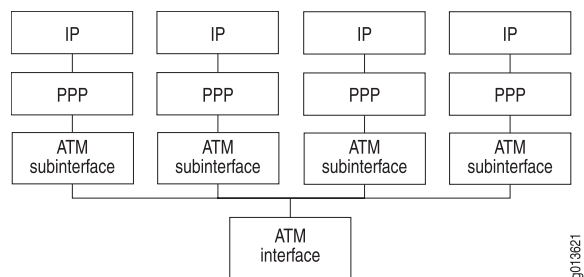 IP
IP
IP
IP
PPP
PPP
PPP
PPP
ATM
subinterface
ATM
subinterface
ATM
subinterface
ATM
subinterface
ATM
interface
g013621